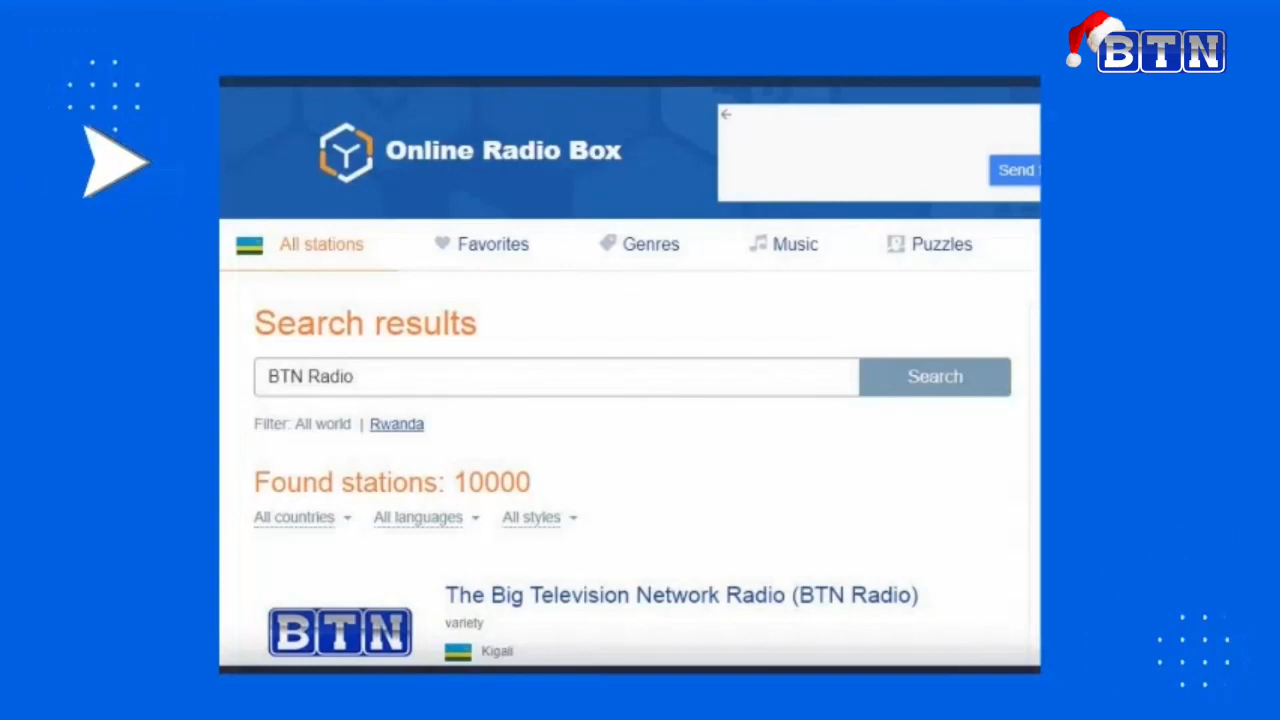 BTN
Online Radio Box
Send
All stations
Favorites
Genres
Music
Puzzles
Search results
BTN Radio
Search
Filter: All world | Rwanda
Found stations: 10000
All countries
All languages
All styles
The Big Television Network Radio (BTN Radio)
variety
BTN
Kigali